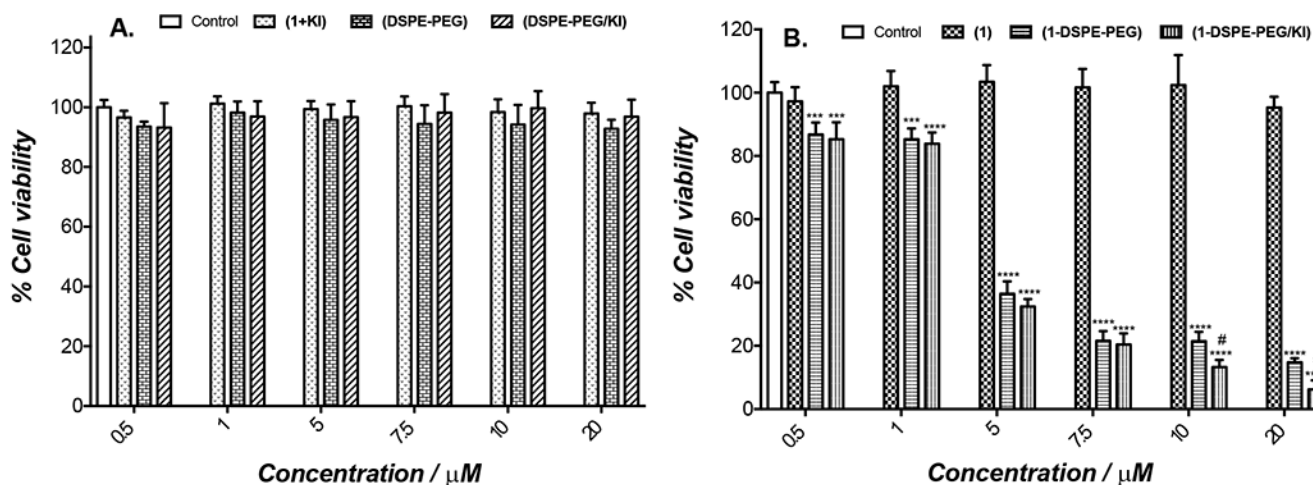 Control (1+KI) (DSPE-PEG) (DSPE-PEG/KI)
A.
% Cell viability
120
100
80
60
40
20
0
0.5 1 5 7.5 10 20
Concentration / μM
Control (1) (1-DSPE-PEG) (1-DSPE-PEG/KI)
B.
% Cell viability
120
100
80
60
40
20
0
*** ***
*** ****
**** ****
**** ****
**** #
****
****
0.5 1 5 7.5 10 20
Concentration / μM